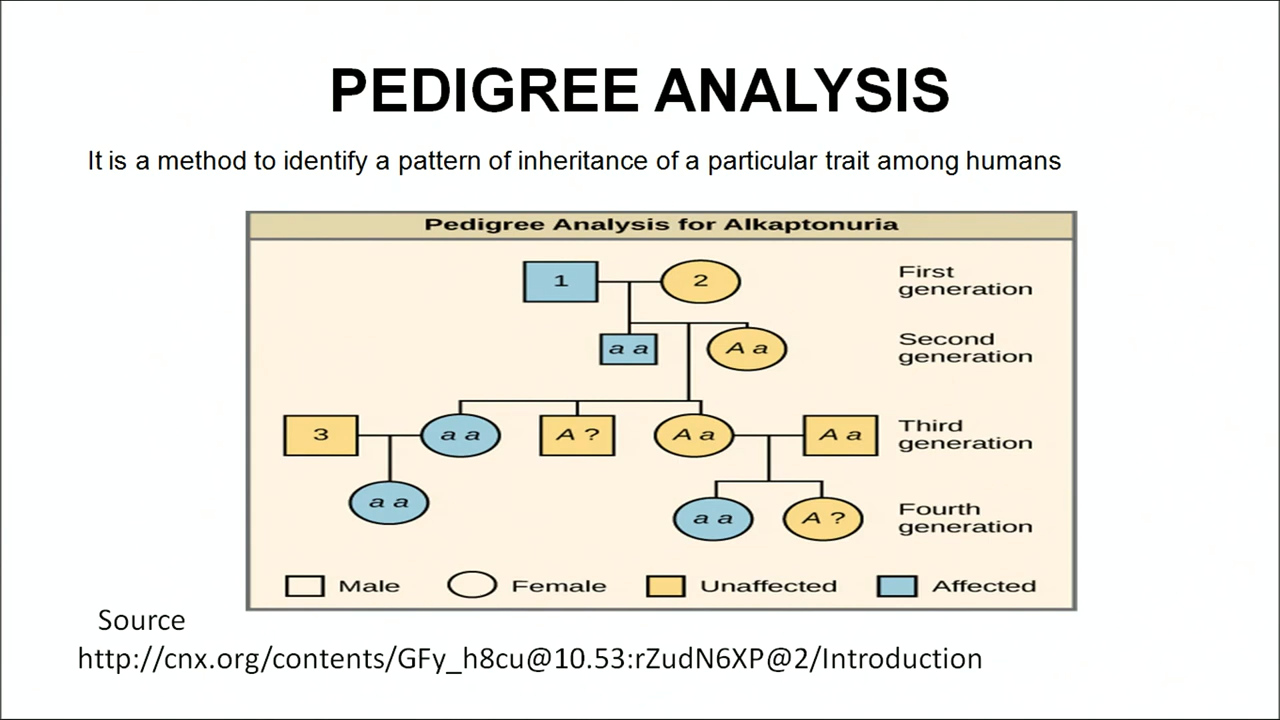 PEDIGREE ANALYSIS
It is a method to identify a pattern of inheritance of a particular trait among humans
Pedigree Analysis for Alkaptonuria
1
2
First
generation
a a
A a
Second
generation
3
a a
A ?
A a
A a
Third
generation
a a
a a
A ?
Fourth
generation
Male
Female
Unaffected
Affected
Source
http://cnx.org/contents/GFy_h8cu@10.53:rZudN6XP@2/Introduction